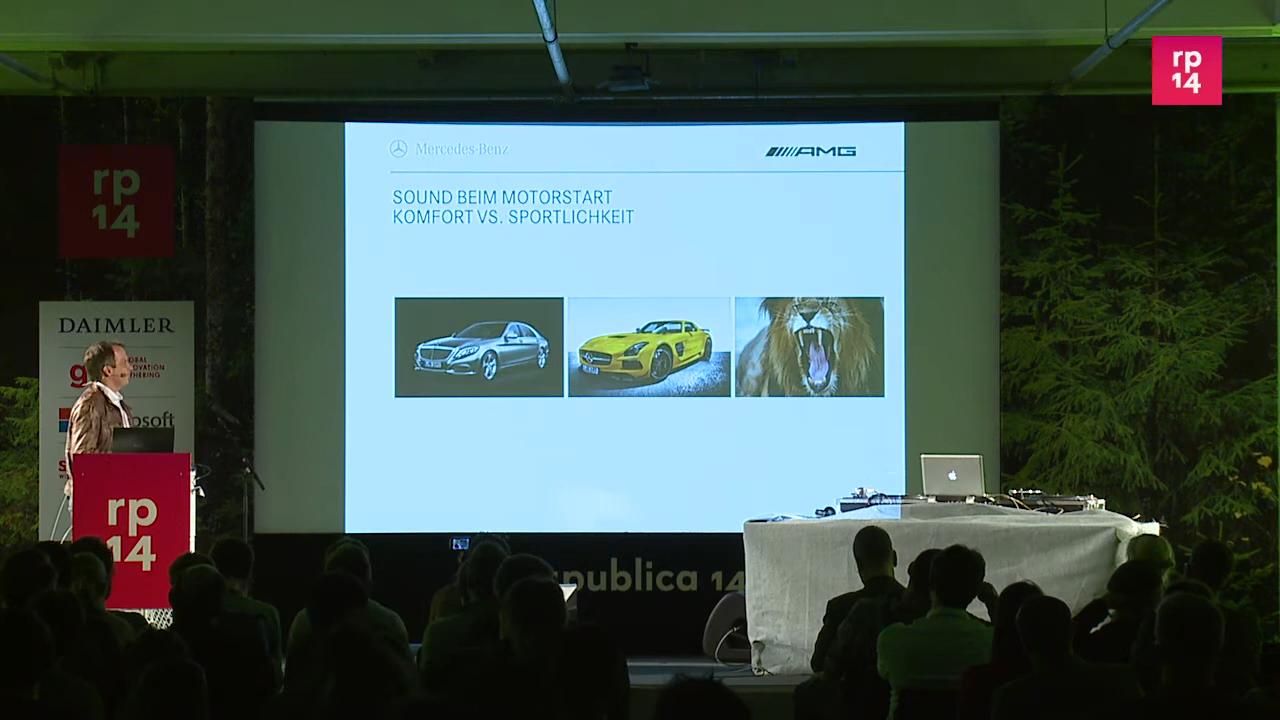 rp
14
rp
14
Mercedes-Benz
AMG
SOUND BEIM MOTORSTART
KOMFORT VS. SPORTLICHKEIT
DAIMLER
rp
14
publica 14